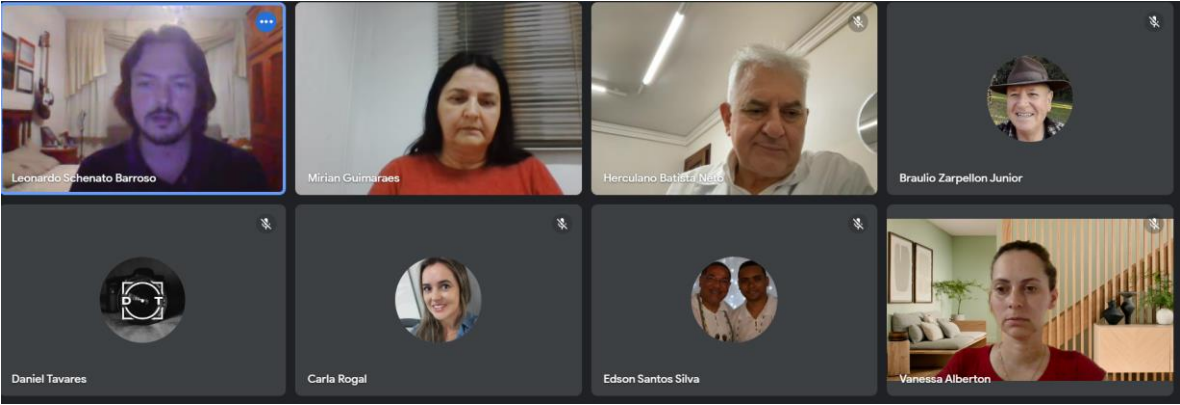 Leonardo Schenato Barroso
Mirian Guimaraes
Herculano Batista Neto
Braulio Zarpellon Junior
D T
Daniel Tavares
Carla Rogal
Edson Santos Silva
Vanessa Alberton